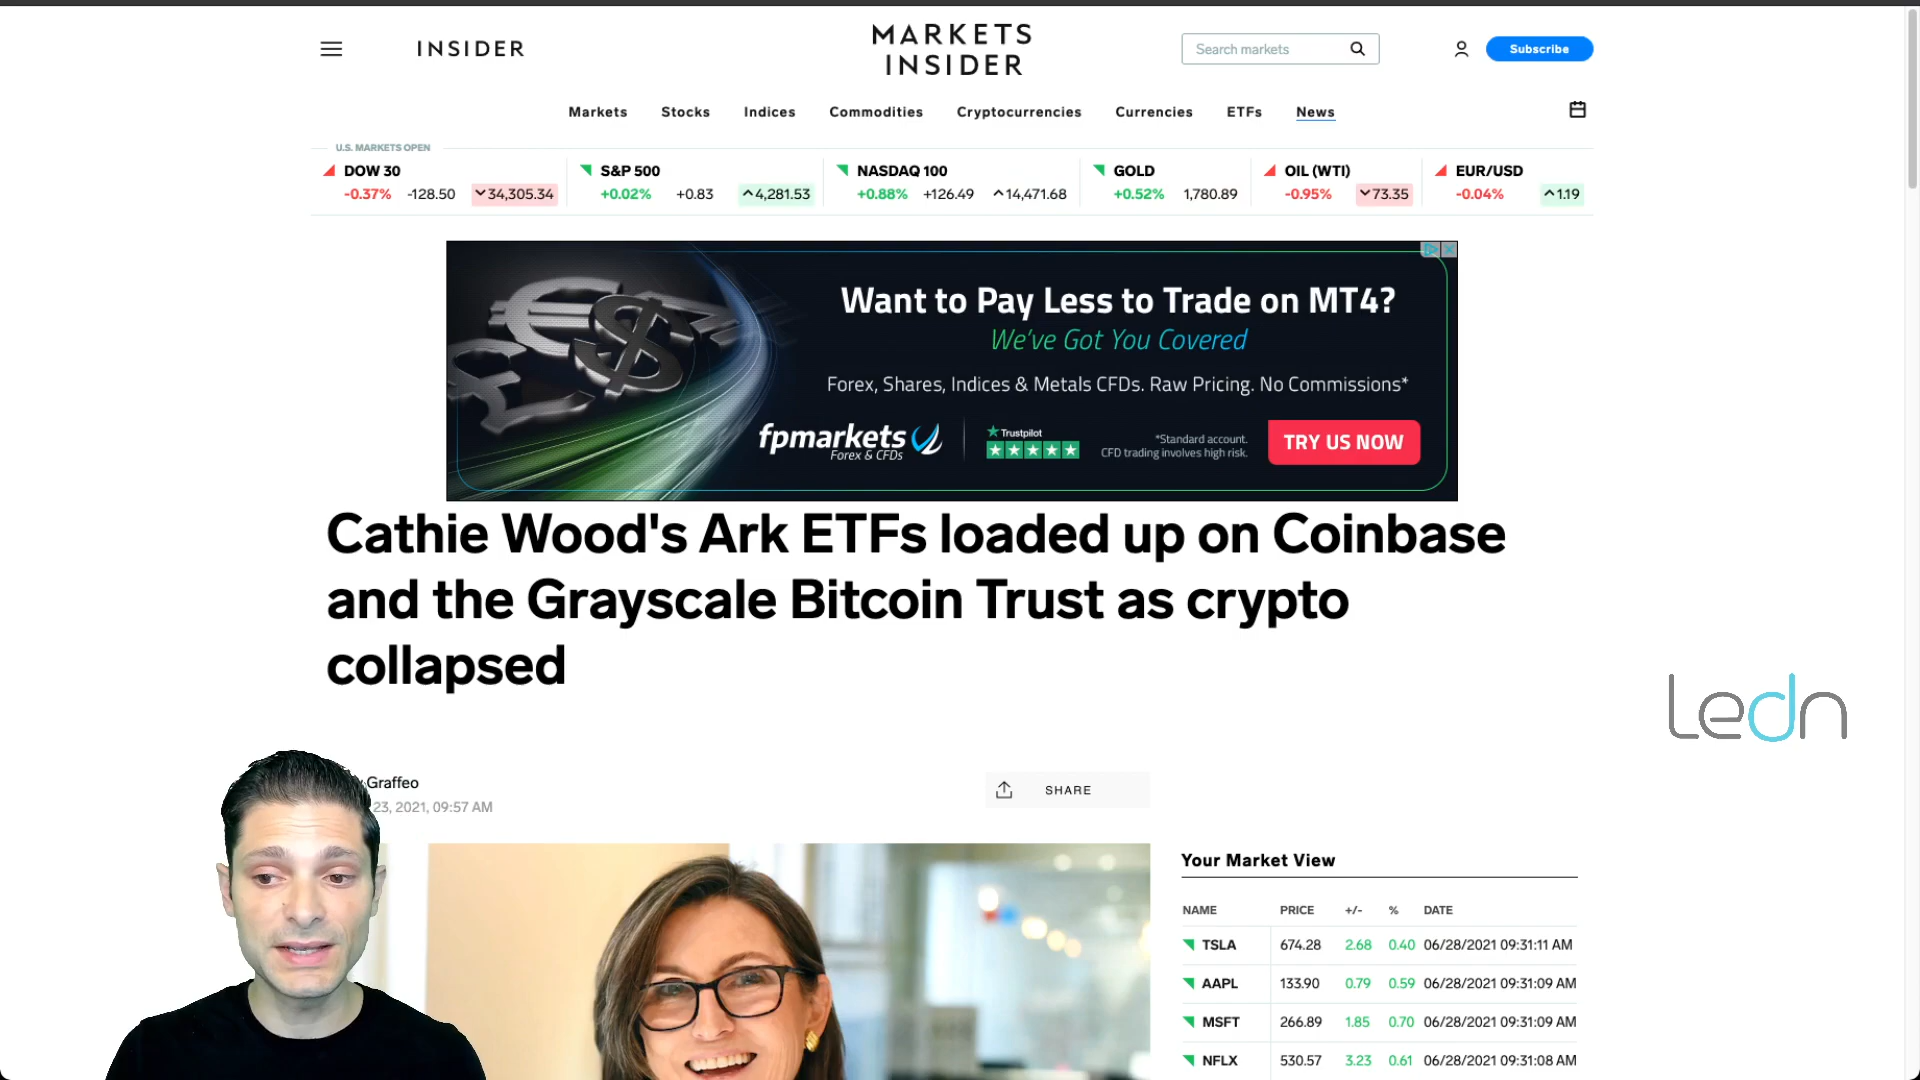 INSIDER
MARKETS
INSIDER
Search markets
Subscribe
Markets Stocks Indices Commodities Cryptocurrencies Currencies ETFs News
U.S. MARKETS OPEN
DOW 30 S&P 500 NASDAQ 100 GOLD OIL (WTI) EUR/USD
-0.37% -128.50 34,305.34 +0.02% +0.83 4,281.53 +0.88% +126.49 14,471.68 +0.52% 1,780.89 -0.95% 73.35 -0.04% 1.19
Want to Pay Less to Trade on MT4?
We've Got You Covered
Forex, Shares, Indices & Metals CFDs. Raw Pricing. No Commissions*
fpmarkets
Forex & CFDs
Trustpilot
*Standard account.
CFD trading involves high risk.
TRY US NOW
Cathie Wood's Ark ETFs loaded up on Coinbase
and the Grayscale Bitcoin Trust as crypto
collapsed
ledn
Graffeo
23, 2021, 09:57 AM
SHARE
Your Market View
NAME PRICE +/- % DATE
TSLA 674.28 2.68 0.40 06/28/2021 09:31:11 AM
AAPL 133.90 0.79 0.59 06/28/2021 09:31:09 AM
MSFT 266.89 1.85 0.70 06/28/2021 09:31:09 AM
NFLX 530.57 3.23 0.61 06/28/2021 09:31:08 AM